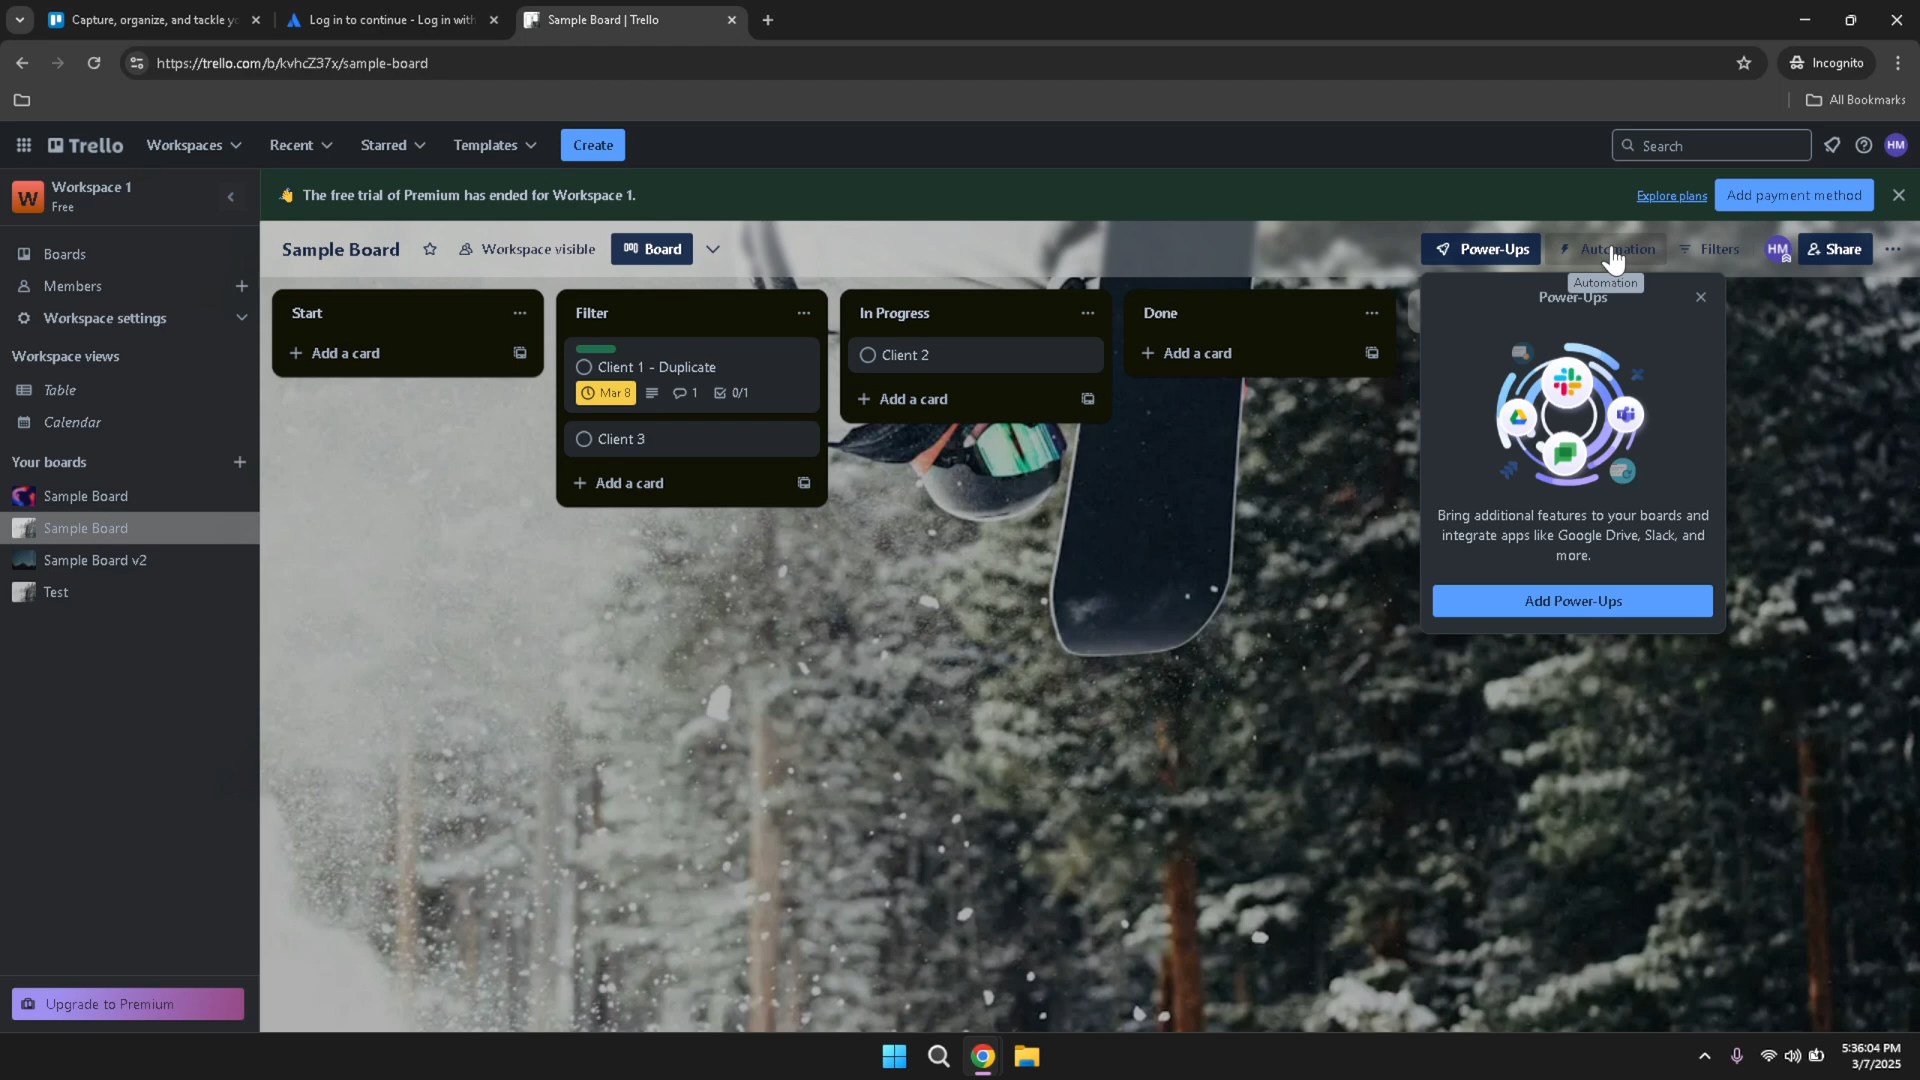 Capture, organize, and tackle yo
Log in to continue - Log in with
Sample Board | Trello
https://trello.com/b/kvhcZ37x/sample-board
Incognito
All Bookmarks
Trello
Workspaces
Recent
Starred
Templates
Create
Search
HM
W
Workspace 1
Free
The free trial of Premium has ended for Workspace 1.
Explore plans
Add payment method
Boards
Members
Workspace settings
Workspace views
Table
Calendar
Your boards
Sample Board
Sample Board
Sample Board v2
Test
Upgrade to Premium
Sample Board
Workspace visible
Board
Power-Ups
Automation
Filters
HM
Share
Start
Add a card
Filter
Client 1 - Duplicate
Mar 8
1
0/1
Client 3
Add a card
In Progress
Client 2
Add a card
Done
Add a card
Automation
Power-Ups
Bring additional features to your boards and
integrate apps like Google Drive, Slack, and
more.
Add Power-Ups
5:36:04 PM
3/7/2025